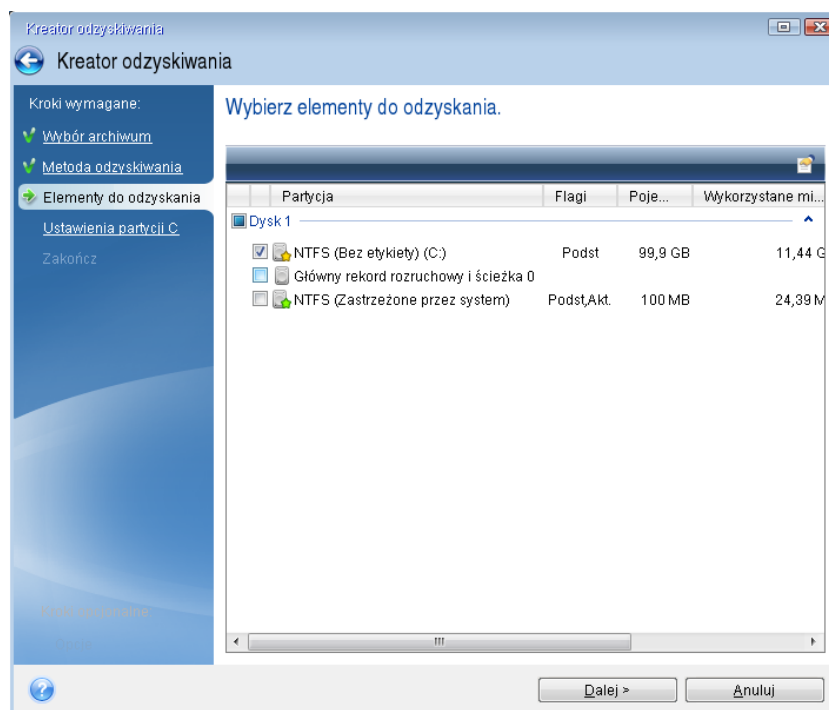 Kreator odzyskiwania
Kreator odzyskiwania
Kroki wymagane:
Wybór archiwum
Metoda odzyskiwania
Elementy do odzyskania
Ustawienia partycji C
Zakończ
Wybierz elementy do odzyskania.
Partycja Flagi Poje... Wykorzystane mi...
Dysk 1
NTFS (Bez etykiety) (C:) Podst 99,9 GB 11,44 G
Główny rekord rozruchowy i ścieżka 0
NTFS (Zastrzeżone przez system) Podst,Akt. 100 MB 24,39 M
Dalej >
Anuluj